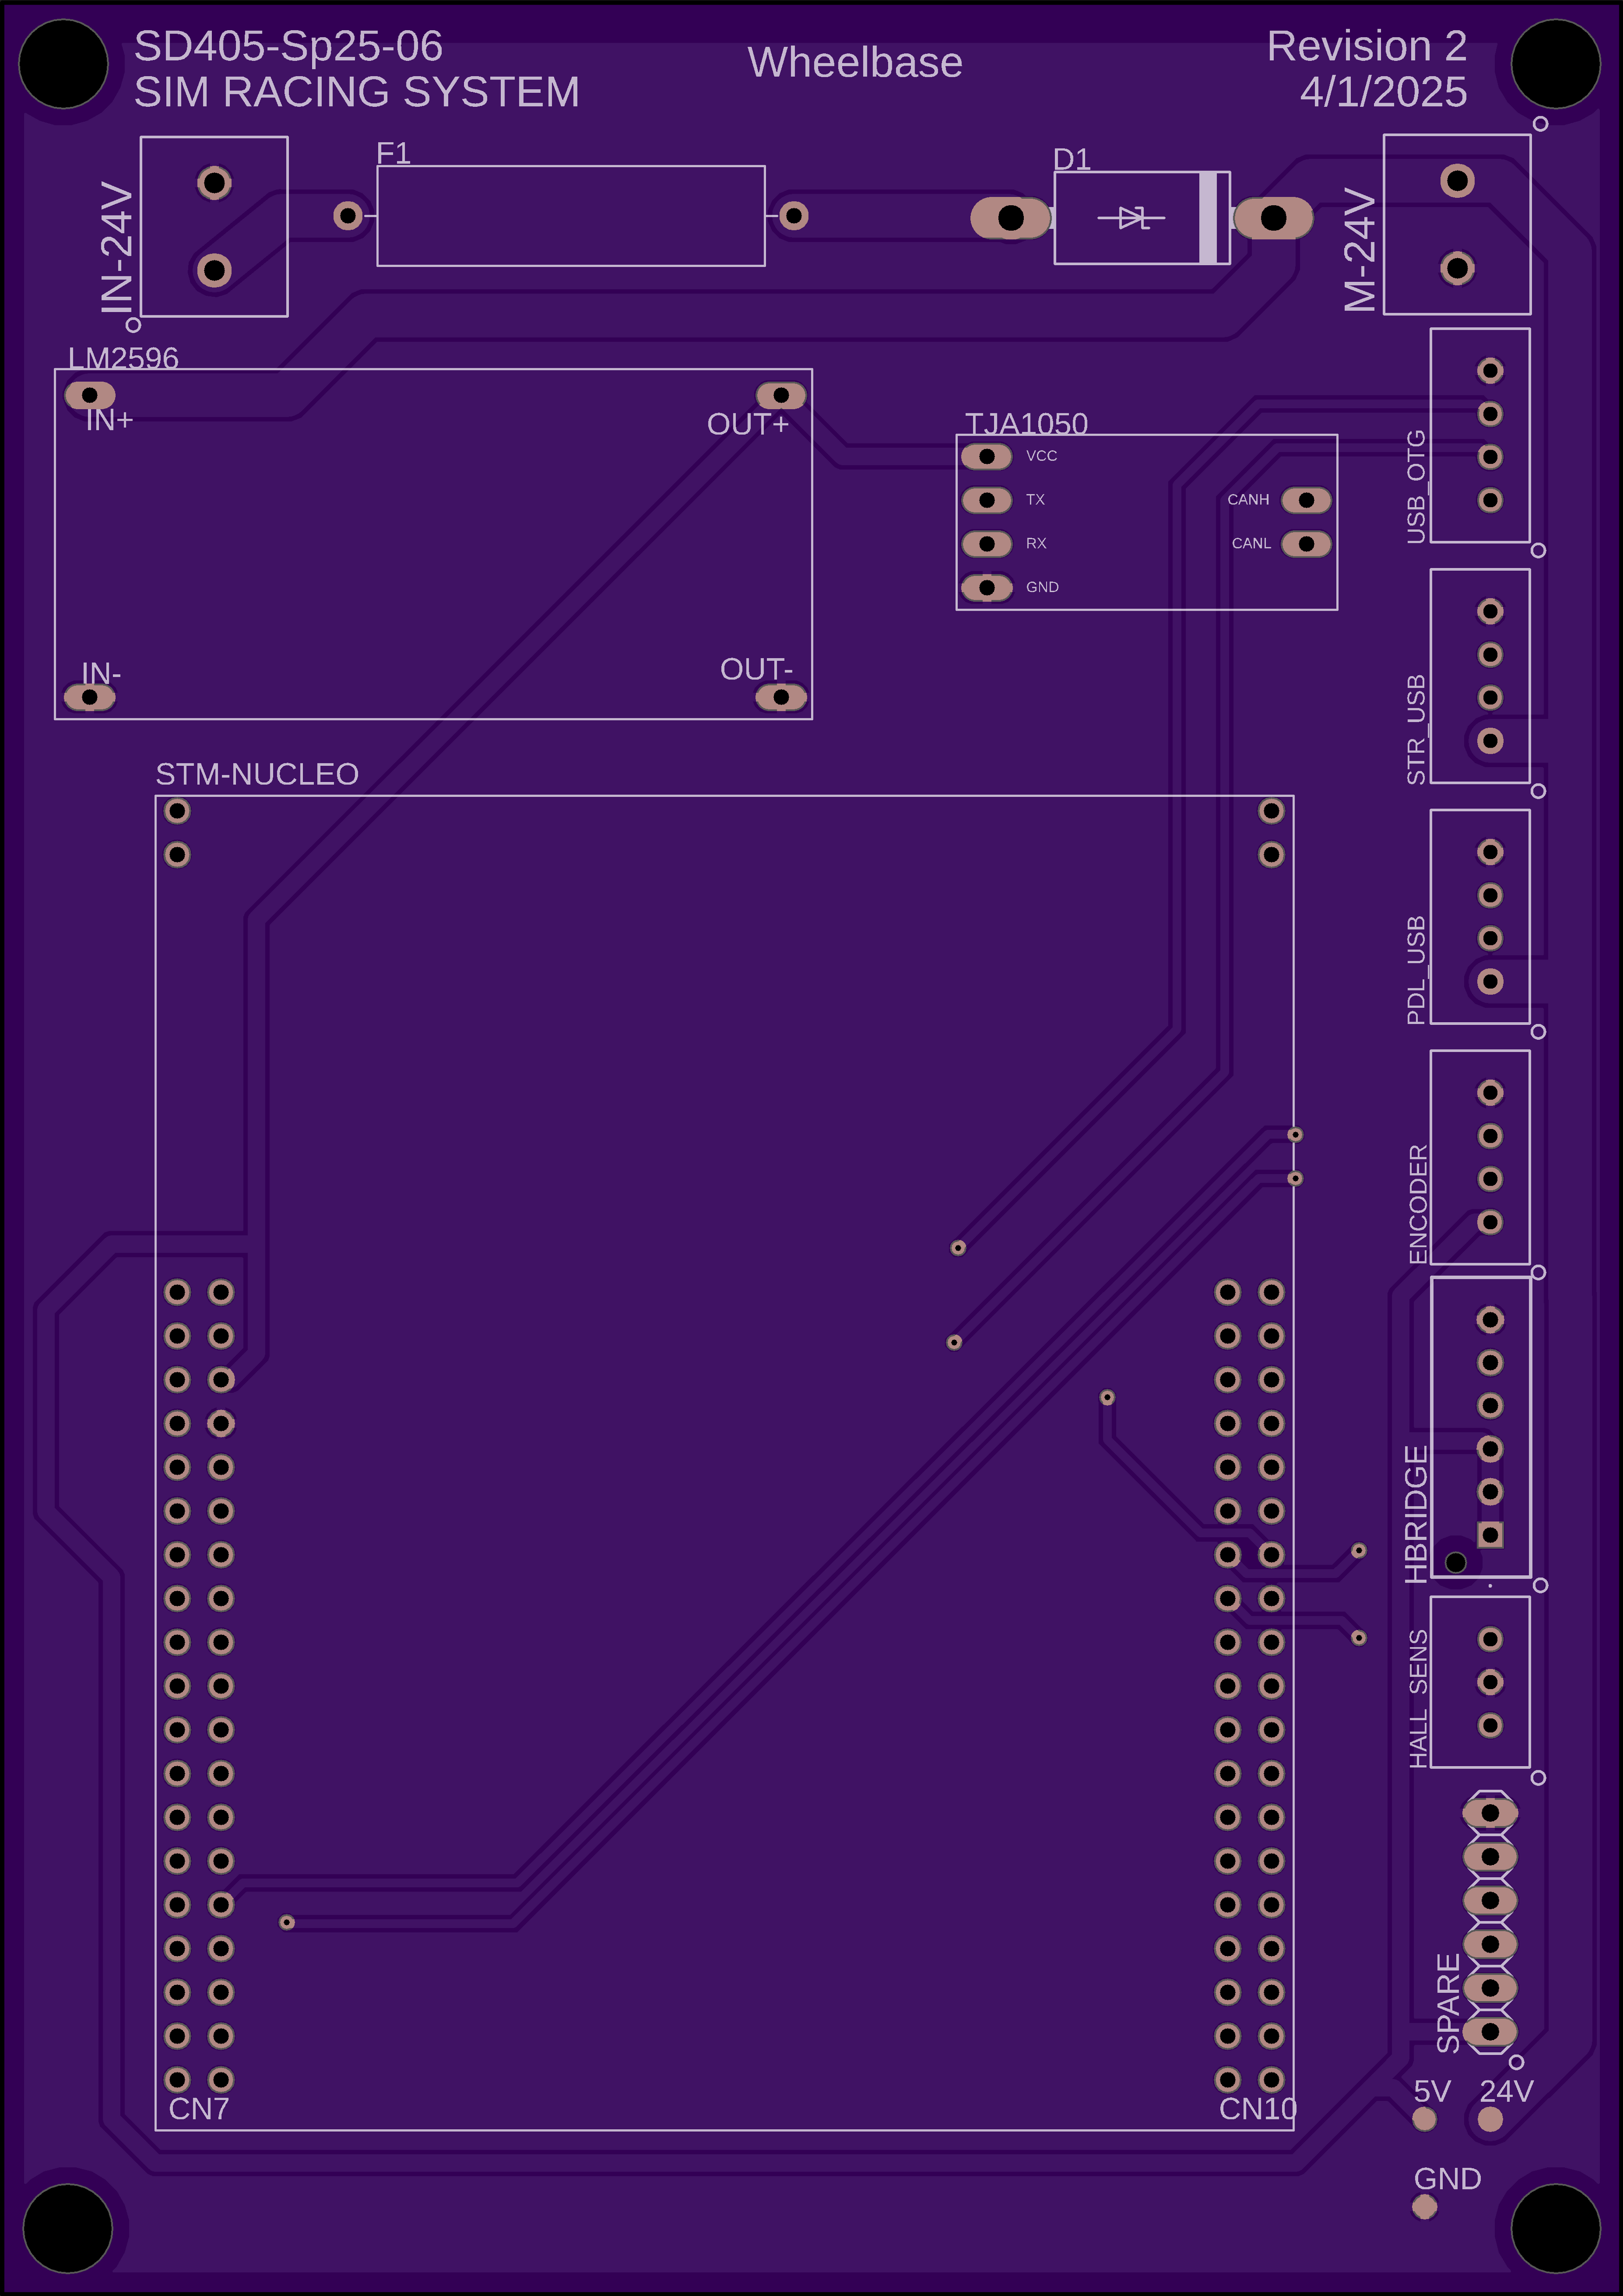 SD405-Sp25-06
SIM RACING SYSTEM
Wheelbase
Revision 2
4/1/2025
IN-24V
F1
D1
M-24V
LM2596
IN+
OUT+
IN-
OUT-
TJA1050
VCC
TX
RX
GND
CANH
CANL
USB_OTG
STR_USB
STM-NUCLEO
PDL_USB
ENCODER
HBRIDGE
HALL SENS
SPARE
5V
24V
CN7
CN10
GND